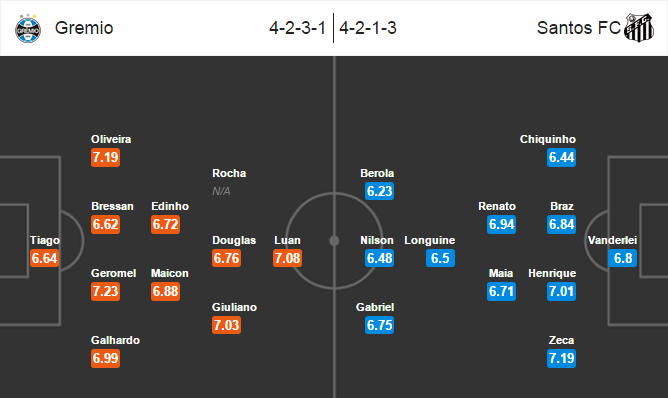 GREMIO
Gremio
4-2-3-1
4-2-1-3
Santos FC
Oliveira
7.19
Bressan
6.62
Edinho
6.72
Tiago
6.64
Geromel
7.23
Maicon
6.88
Galhardo
6.99
Rocha
N/A
Douglas
6.76
Luan
7.08
Giuliano
7.03
Berola
6.23
Nilson
6.48
Longuine
6.5
Gabriel
6.75
Chiquinho
6.44
Renato
6.94
Braz
6.84
Vanderlei
6.8
Maia
6.71
Henrique
7.01
Zeca
7.19